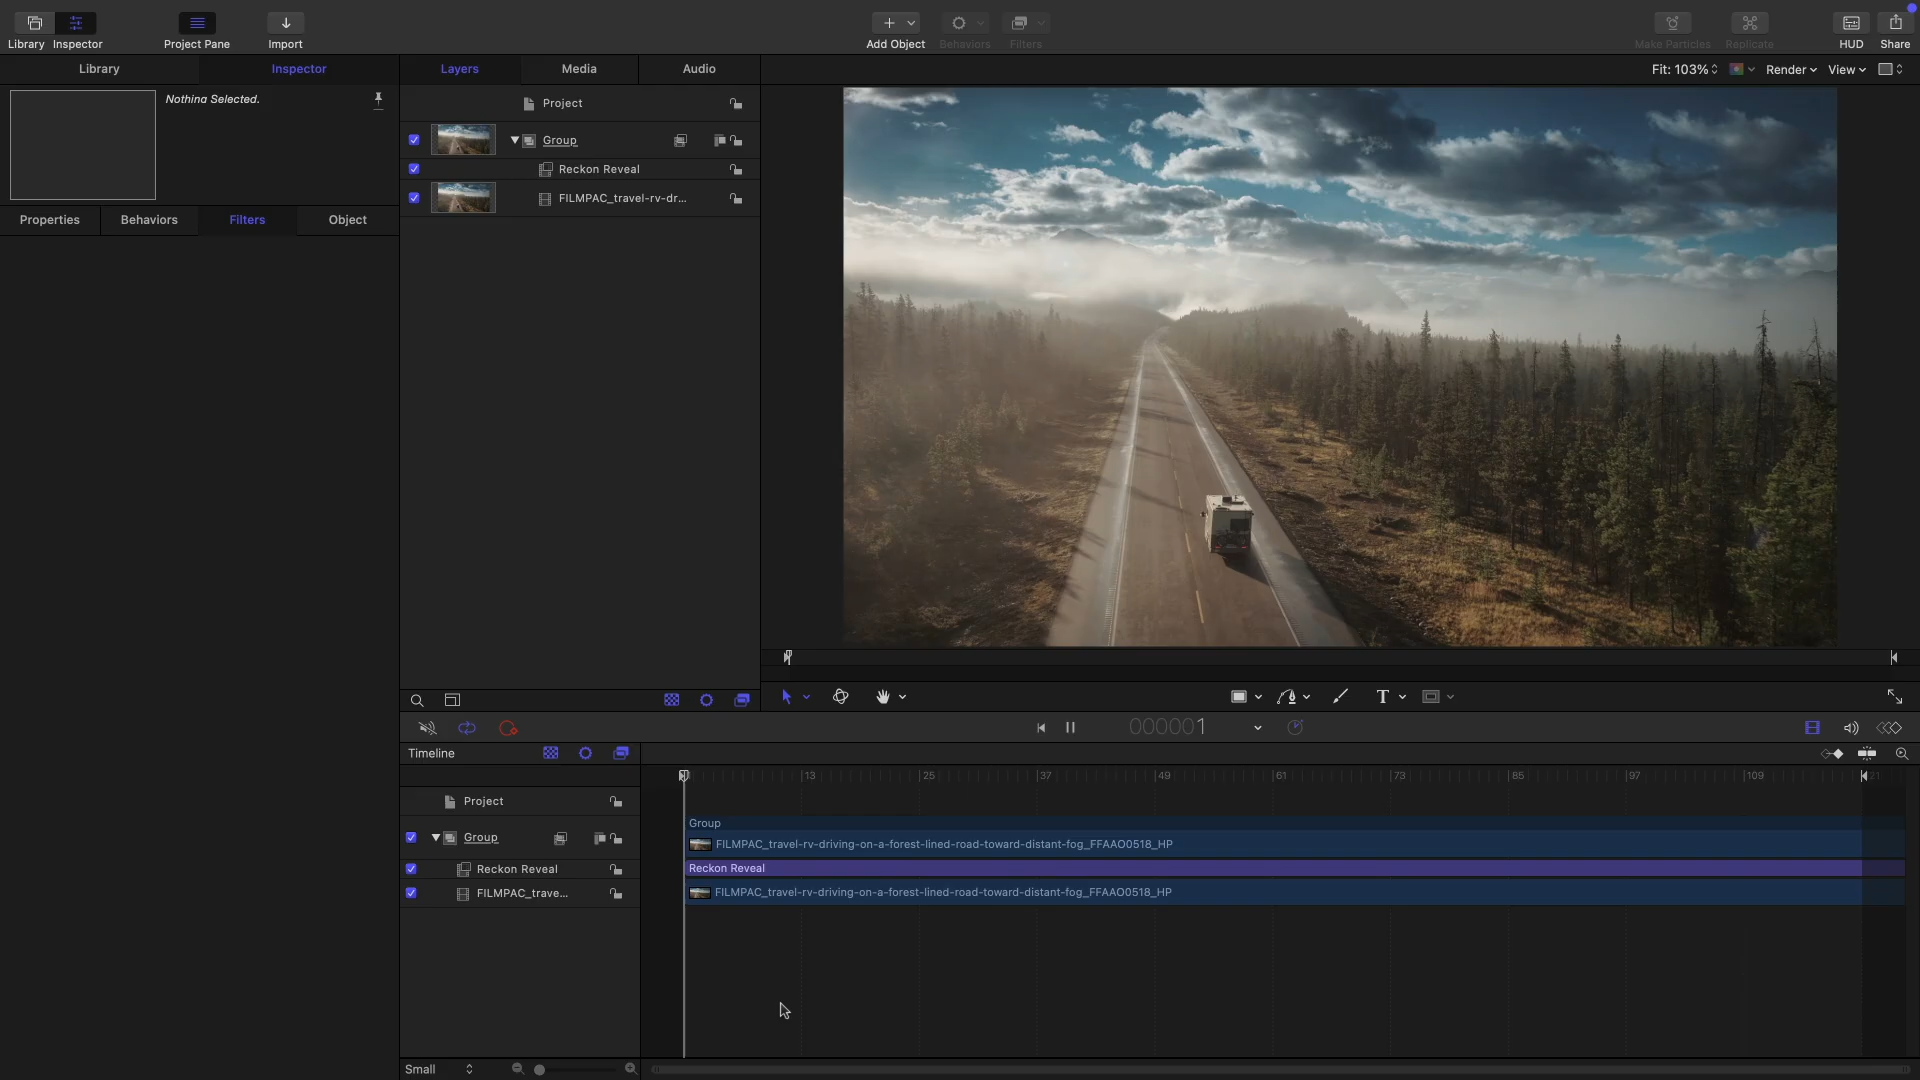 Library
Inspector
Project Pane
Import
Add Object
Behaviors
Filters
Make Particles
Replicate
HUD
Share
Library
Inspector
Layers
Media
Audio
Fit: 103%
Render
View
Nothing Selected.
Project
Group
Reckon Reveal
FILMPAC_travel-rv-dr...
Properties
Behaviors
Filters
Object
T
000001
Timeline
13
25
37
49
61
73
85
97
109
21
Project
Group
Reckon Reveal
FILMPAC_trave...
Group
FILMPAC_travel-rv-driving-on-a-forest-lined-road-toward-distant-fog_FFAAO0518_HP
Reckon Reveal
FILMPAC_travel-rv-driving-on-a-forest-lined-road-toward-distant-fog_FFAAO0518_HP
Small